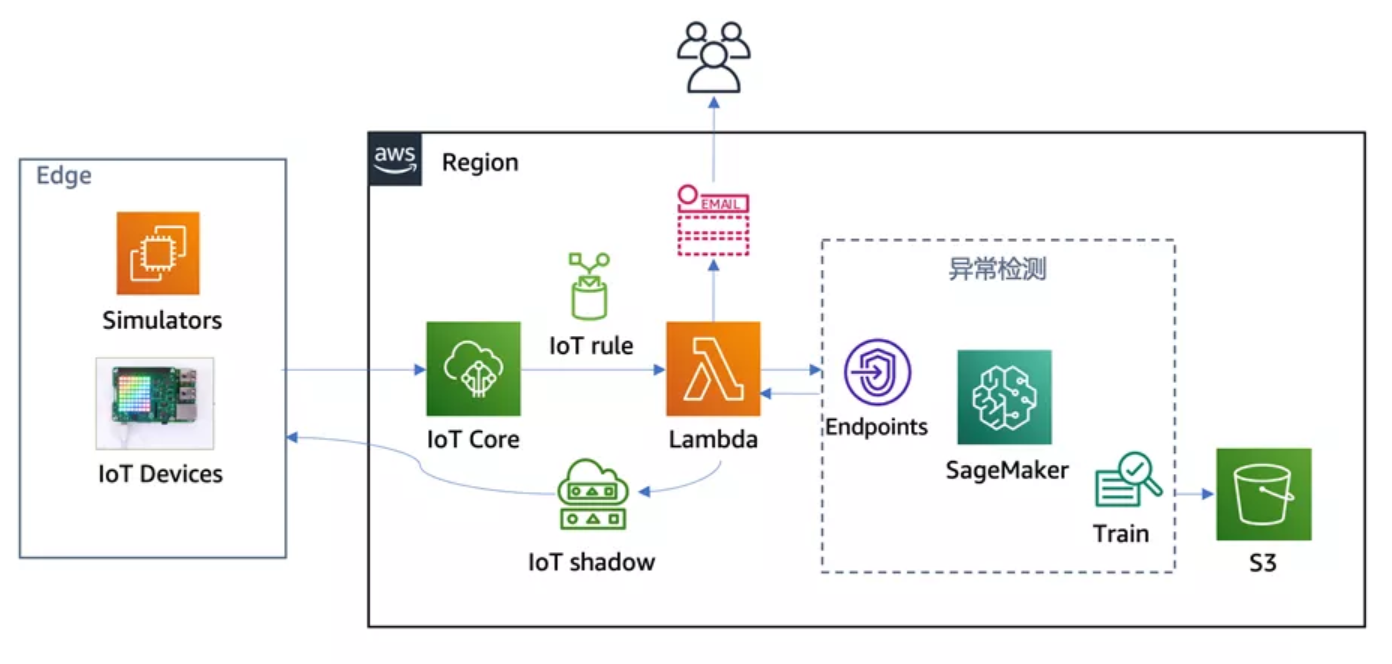 aws
Region
Edge
EMAIL
异常检测
Simulators
IoT rule
Endpoints
IoT Core
Lambda
SageMaker
IoT Devices
Train
IoT shadow
S3